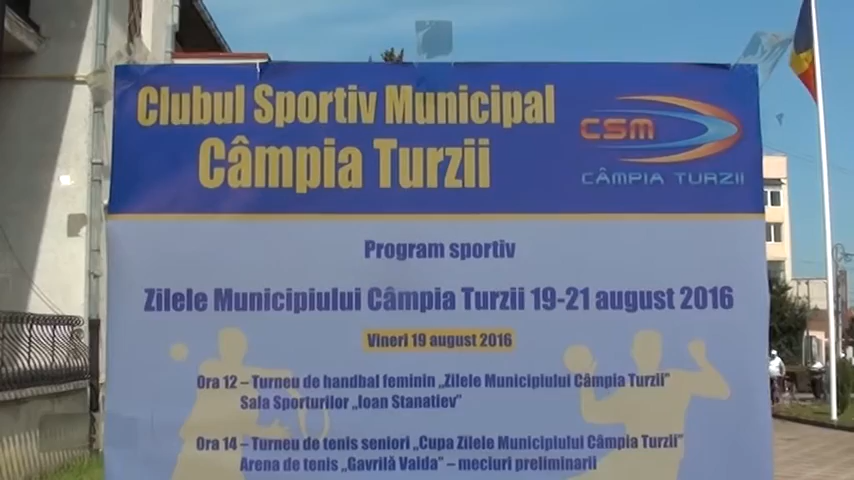 Clubul Sportiv Municipal
Câmpia Turzii
CSM
CÂMPIA TURZII
Program sportiv
Zilele Municipiului Câmpia Turzii 19-21 august 2016
Vineri 19 august 2016
Ora 12 – Turneu de handbal feminin „Zilele Municipiului Câmpia Turzii”
Sala Sporturilor „Ioan Stanatiev”
Ora 14 – Turneu de tenis seniori „Cupa Zilele Municipiului Câmpia Turzii”
Arena de tenis „Gavrilă Vaida” – meciuri preliminarii